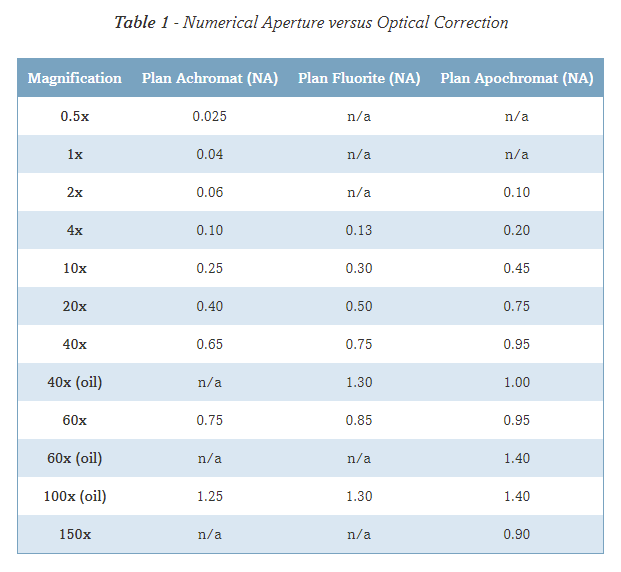 Table 1 - Numerical Aperture versus Optical Correction
Magnification Plan Achromat (NA) Plan Fluorite (NA) Plan Apochromat (NA)
0.5x 0.025 n/a n/a
1x 0.04 n/a n/a
2x 0.06 n/a 0.10
4x 0.10 0.13 0.20
10x 0.25 0.30 0.45
20x 0.40 0.50 0.75
40x 0.65 0.75 0.95
40x (oil) n/a 1.30 1.00
60x 0.75 0.85 0.95
60x (oil) n/a n/a 1.40
100x (oil) 1.25 1.30 1.40
150x n/a n/a 0.90